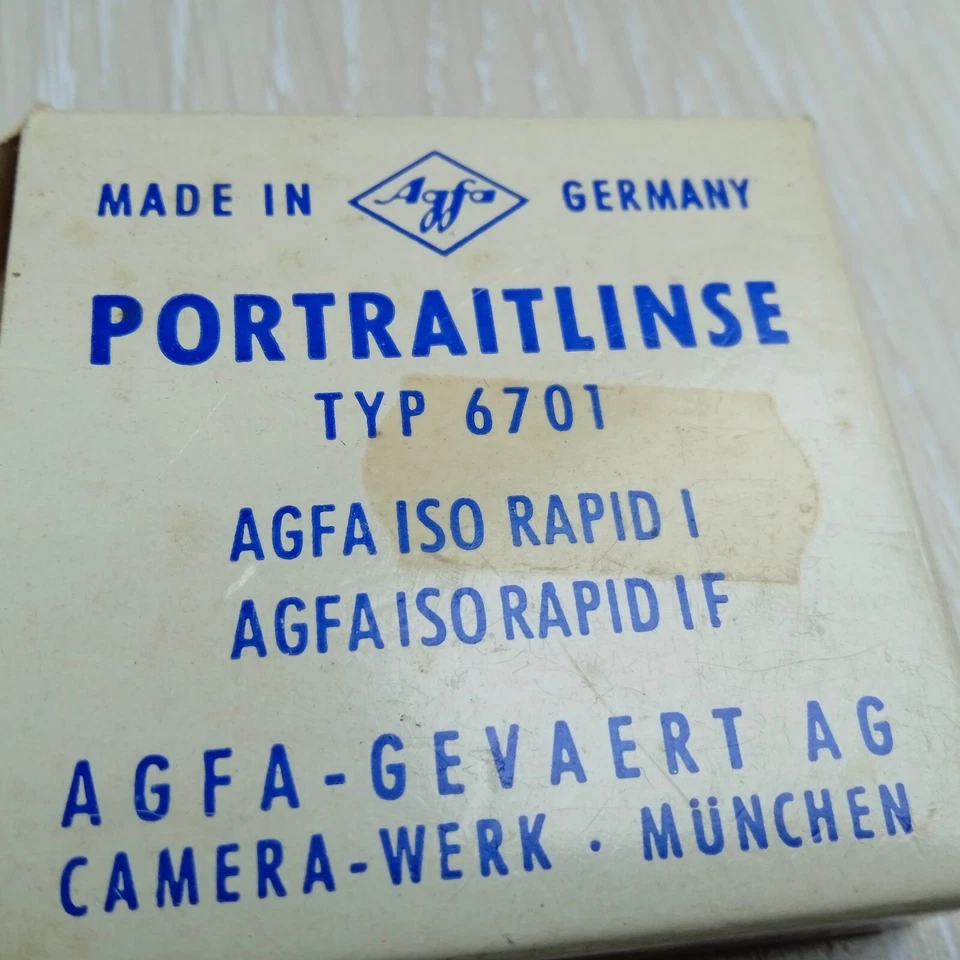 MADE IN Agfa GERMANY
PORTRAITLINSE
TYP 6701
AGFA ISO RAPID I
AGFA ISO RAPID I F
AGFA-GEVAERT AG
CAMERA-WERK · MÜNCHEN